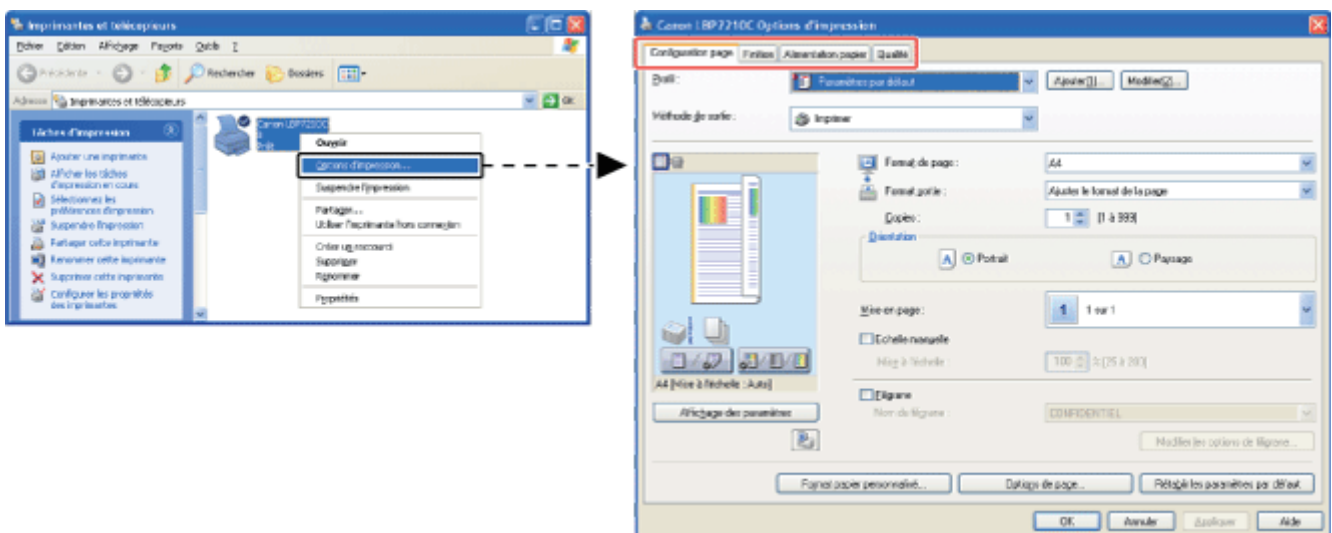 Imprimantes et télécopieurs
Fichier Edition Affichage Favoris Outils ?
Précédente Rechercher Dossiers
Adresse Imprimantes et télécopieurs OK
Tâches d'impression
Ajouter une imprimante
Afficher les tâches
d'impression en cours
Sélectionnez les
préférences d'impression
Suspendre l'impression
Partager cette imprimante
Renommer cette imprimante
Supprimer cette imprimante
Configurer les propriétés
des imprimantes
Canon LBP7210C
0
Prêt
Ouvrir
Options d'impression...
Suspendre l'impression
Partager...
Utiliser l'imprimante hors connexion
Créer un raccourci
Supprimer
Renommer
Propriétés
Canon LBP7210C Options d'impression
Configuration page Finition Alimentation papier Qualité
Profil : Paramètres par défaut Ajouter(1)... Modifier(2)...
Méthode de sortie : Imprimer
Format de page : A4
Format sortie : Ajuster le format de la page
Copies : 1 [1 à 999]
Orientation
A Portrait A Paysage
Mise en page : 1 1 sur 1
Echelle manuelle
Mise à l'échelle : 100 % [25 à 200]
A4 [Mise à l'échelle : Auto]
Filigrane
Affichage des paramètres Nom du filigrane : CONFIDENTIEL
Modifier les options de filigrane...
Format papier personnalisé... Options de page... Rétablir les paramètres par défaut
OK Annuler Appliquer Aide